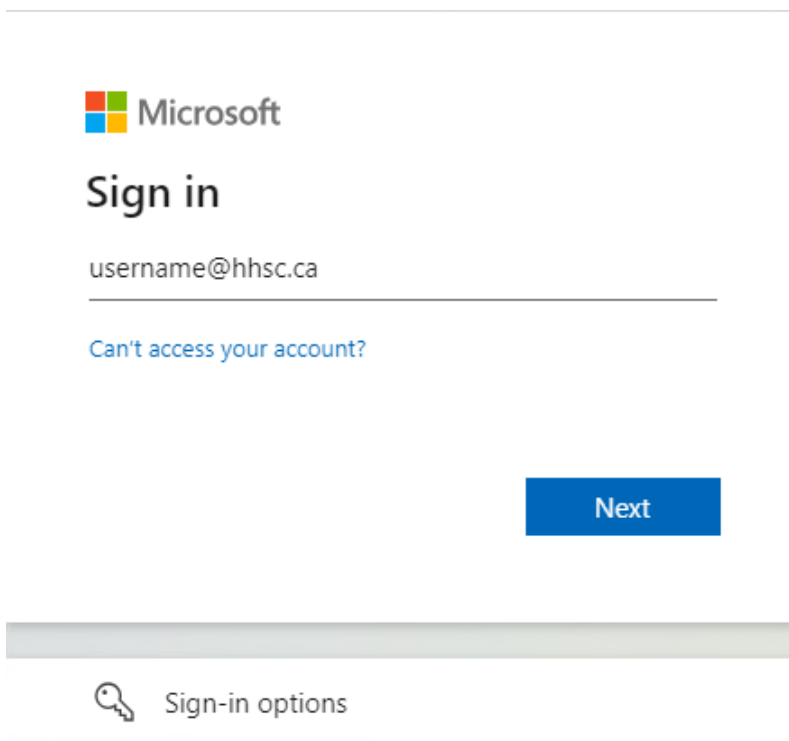 Microsoft
Sign in
username@hhsc.ca
Can't access your account?
Next
Sign-in options